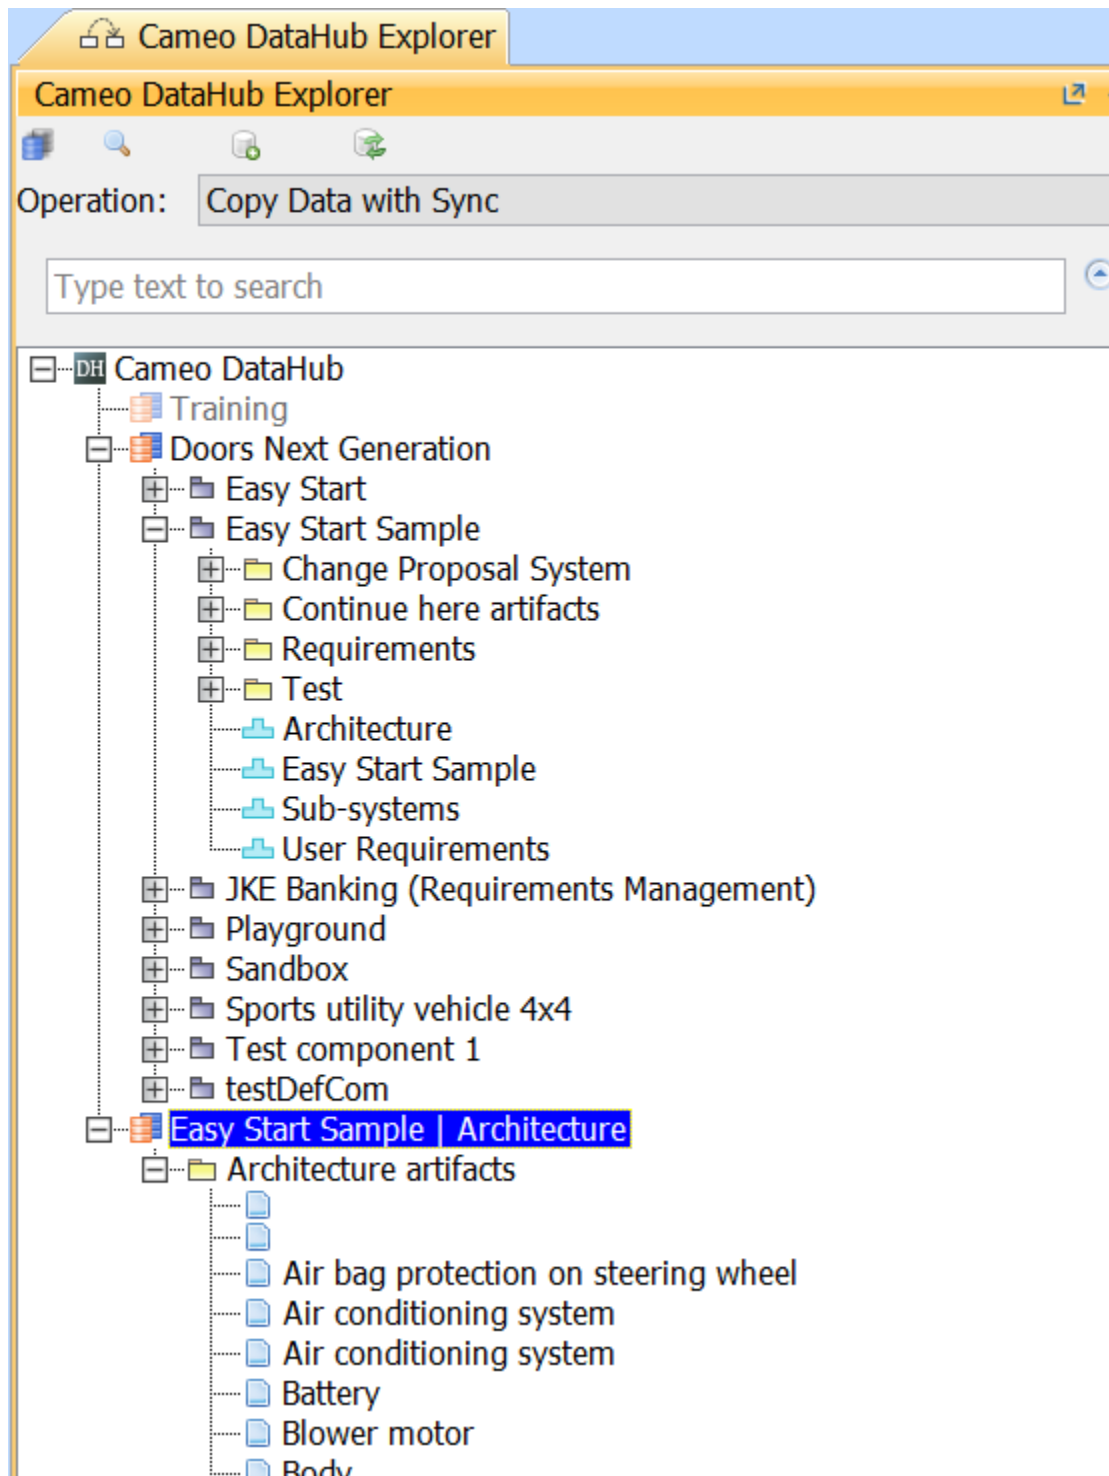 Cameo DataHub Explorer
Cameo DataHub Explorer
Operation: Copy Data with Sync
Type text to search
DH Cameo DataHub
Training
Doors Next Generation
Easy Start
Easy Start Sample
Change Proposal System
Continue here artifacts
Requirements
Test
Architecture
Easy Start Sample
Sub-systems
User Requirements
JKE Banking (Requirements Management)
Playground
Sandbox
Sports utility vehicle 4x4
Test component 1
testDefCom
Easy Start Sample | Architecture
Architecture artifacts
Air bag protection on steering wheel
Air conditioning system
Air conditioning system
Battery
Blower motor
Body